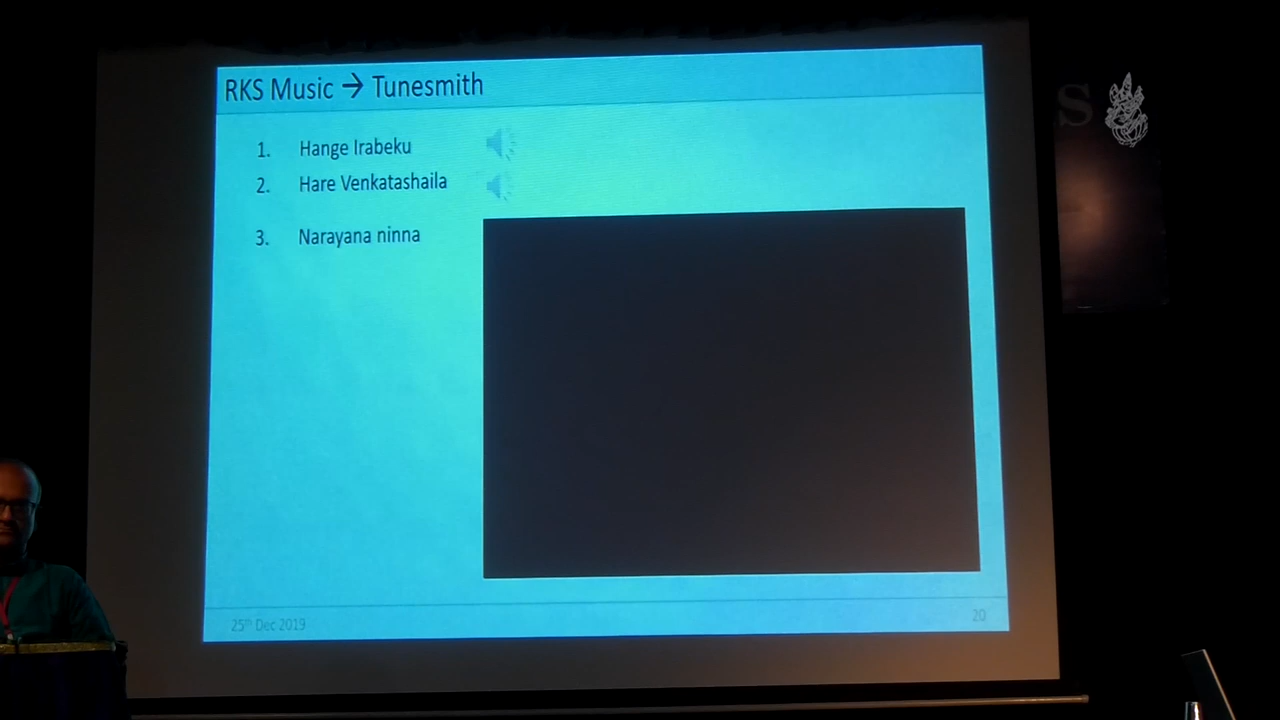 RKS Music → Tunesmith
1. Hange Irabeku
2. Hare Venkatashaila
3. Narayana ninna
25th Dec 2019
20
S